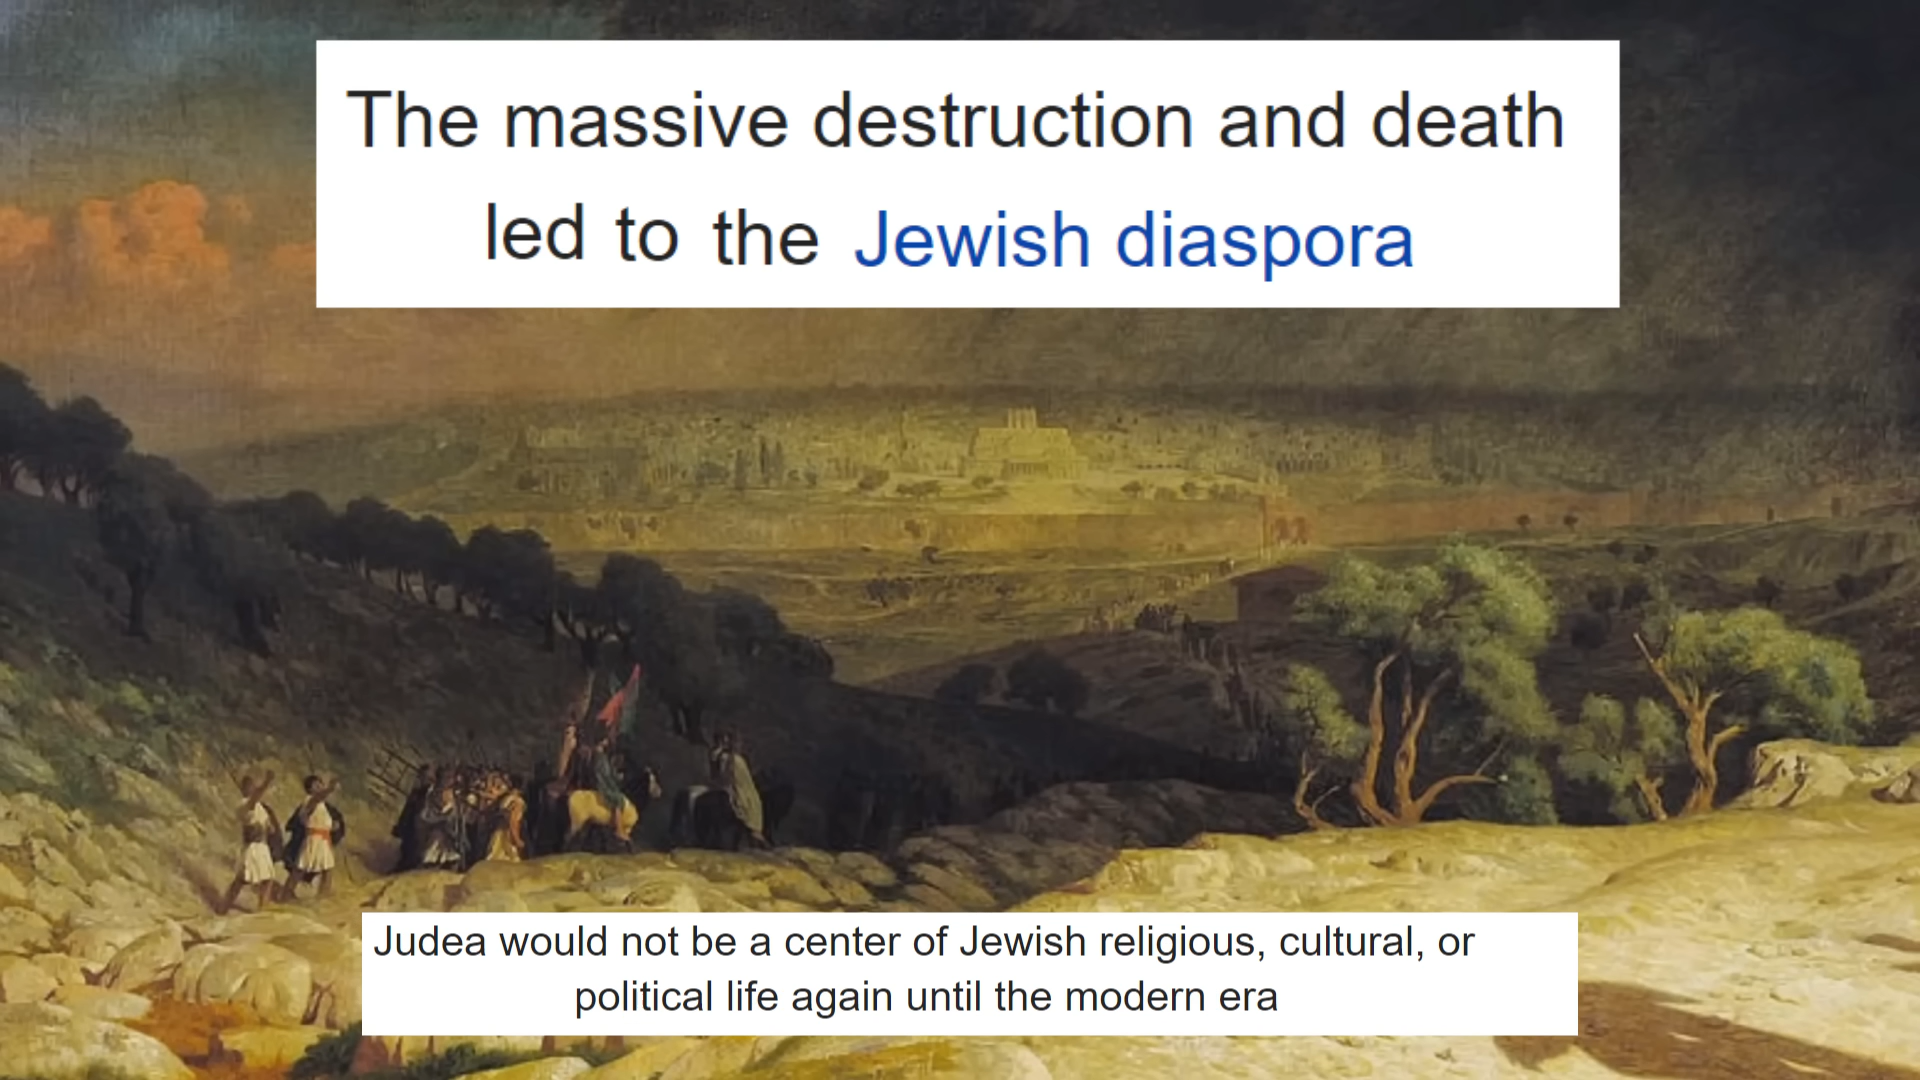 The massive destruction and death
led to the Jewish diaspora
Judea would not be a center of Jewish religious, cultural, or
political life again until the modern era